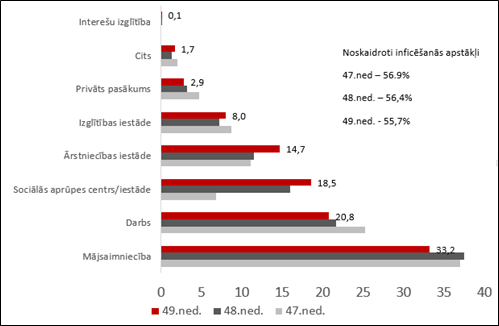 Interešu izglītība
0,1
Cits
1,7
Noskaidroti inficēšanās apstākļi
47.ned – 56.9%
48.ned. – 56,4%
49.ned. - 55,7%
Privāts pasākums
2,9
Izglītības iestāde
8,0
Ārstniecības iestāde
14,7
Sociālās aprūpes centrs/iestāde
18,5
Darbs
20,8
Mājsaimniecība
33,2
0 5 10 15 20 25 30 35 40
49.ned. 48.ned. 47.ned.